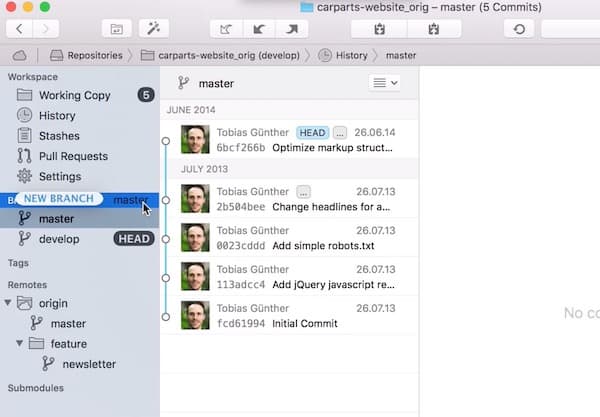 carparts-website_orig – master (5 Commits)
Repositories
carparts-website_orig (develop)
History
master
Workspace
Working Copy
5
History
Stashes
Pull Requests
Settings
NEW BRANCH
master
master
develop
HEAD
Tags
Remotes
origin
master
feature
newsletter
Submodules
master
JUNE 2014
Tobias Günther HEAD ... 26.06.14
6bcf266b Optimize markup struct...
JULY 2013
Tobias Günther ... 26.07.13
2b504bee Change headlines for a...
Tobias Günther 26.07.13
0023cddd Add simple robots.txt
Tobias Günther 26.07.13
113adcc4 Add jQuery javascript re...
Tobias Günther 26.07.13
fcd61994 Initial Commit
No